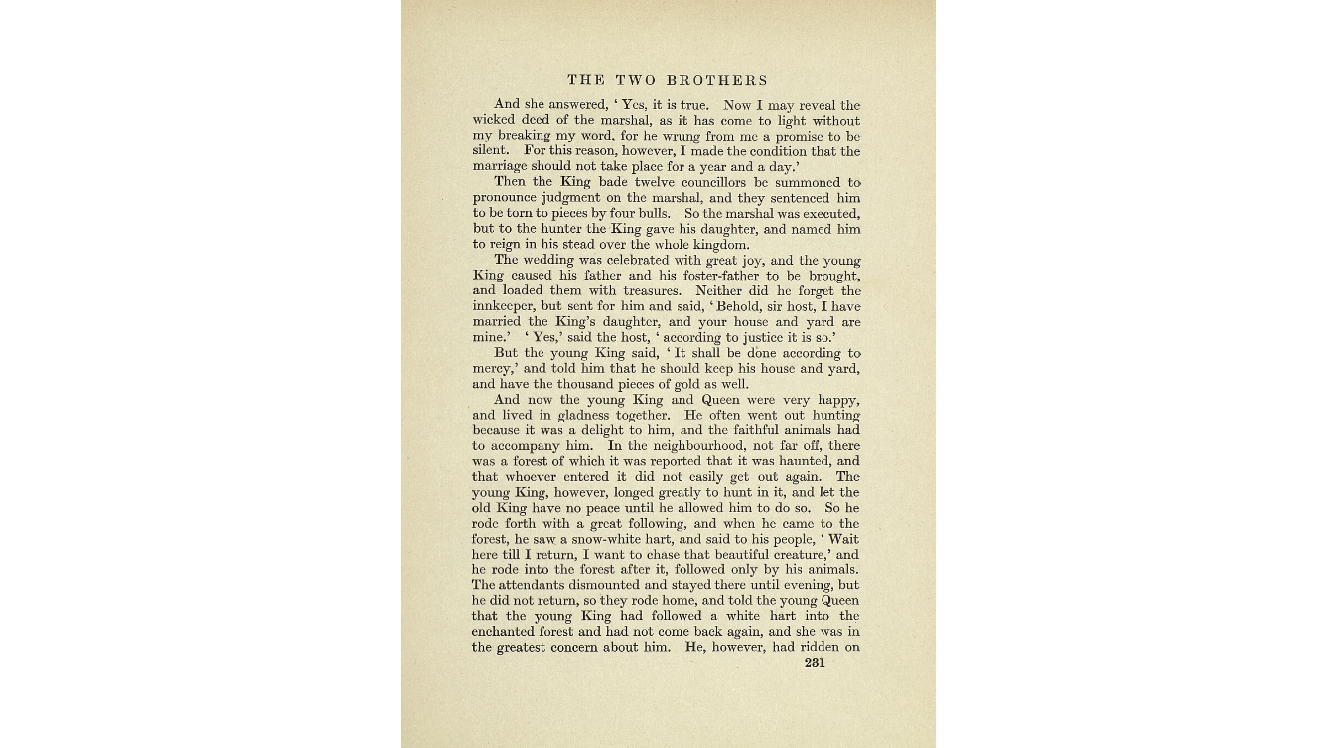 THE TWO BROTHERS
And she answered, ‘ Yes, it is true. Now I may reveal the
wicked deed of the marshal, as it has come to light without
my breaking my word, for he wrung from me a promise to be
silent. For this reason, however, I made the condition that the
marriage should not take place for a year and a day.’
Then the King bade twelve councillors be summoned to
pronounce judgment on the marshal, and they sentenced him
to be torn to pieces by four bulls. So the marshal was executed,
but to the hunter the King gave his daughter, and named him
to reign in his stead over the whole kingdom.
The wedding was celebrated with great joy, and the young
King caused his father and his foster-father to be brought,
and loaded them with treasures. Neither did he forget the
innkeeper, but sent for him and said, ‘ Behold, sir host, I have
married the King’s daughter, and your house and yard are
mine.’ ‘ Yes,’ said the host, ‘ according to justice it is so.’
But the young King said, ‘ It shall be done according to
mercy,’ and told him that he should keep his house and yard,
and have the thousand pieces of gold as well.
And now the young King and Queen were very happy,
and lived in gladness together. He often went out hunting
because it was a delight to him, and the faithful animals had
to accompany him. In the neighbourhood, not far off, there
was a forest of which it was reported that it was haunted, and
that whoever entered it did not easily get out again. The
young King, however, longed greatly to hunt in it, and let the
old King have no peace until he allowed him to do so. So he
rode forth with a great following, and when he came to the
forest, he saw a snow-white hart, and said to his people, ‘ Wait
here till I return, I want to chase that beautiful creature,’ and
he rode into the forest after it, followed only by his animals.
The attendants dismounted and stayed there until evening, but
he did not return, so they rode home, and told the young Queen
that the young King had followed a white hart into the
enchanted forest and had not come back again, and she was in
the greatest concern about him. He, however, had ridden on
231